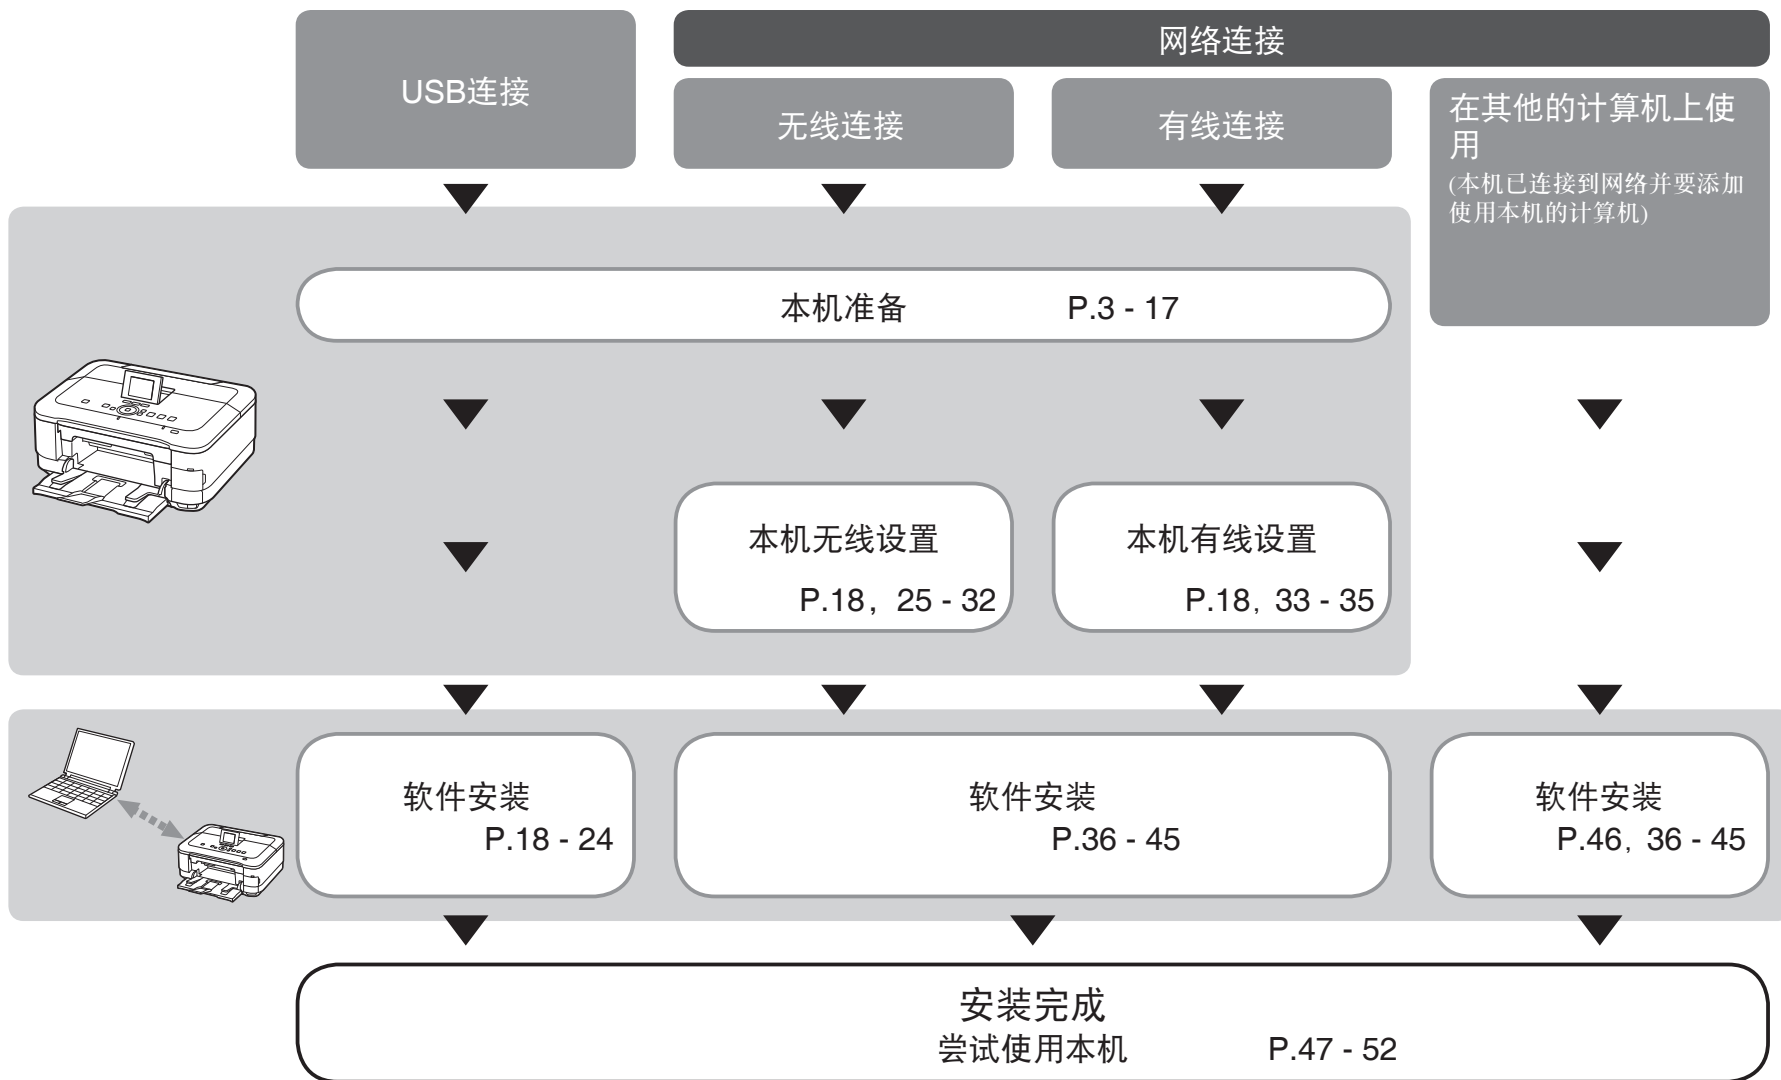 网络连接
USB连接
无线连接
有线连接
在其他的计算机上使
用
(本机已连接到网络并要添加
使用本机的计算机)
本机准备 P.3 - 17
本机无线设置
P.18，25 - 32
本机有线设置
P.18，33 - 35
软件安装
P.18 - 24
软件安装
P.36 - 45
软件安装
P.46，36 - 45
安装完成
尝试使用本机 P.47 - 52